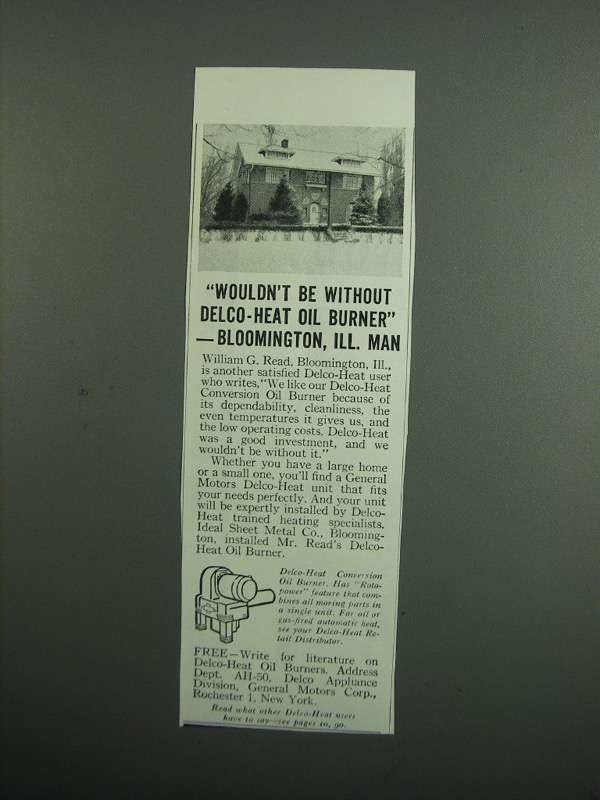 “WOULDN'T BE WITHOUT
DELCO-HEAT OIL BURNER”
—BLOOMINGTON, ILL. MAN
William G. Read, Bloomington, Ill.,
is another satisfied Delco-Heat user
who writes, “We like our Delco-Heat
Conversion Oil Burner because of
its dependability, cleanliness, the
even temperatures it gives us, and
the low operating costs. Delco-Heat
was a good investment, and we
wouldn't be without it.”
Whether you have a large home
or a small one, you'll find a General
Motors Delco-Heat unit that fits
your needs perfectly. And your unit
will be expertly installed by Delco-
Heat trained heating specialists.
Ideal Sheet Metal Co., Blooming-
ton, installed Mr. Read's Delco-
Heat Oil Burner.
Delco-Heat Conversion
Oil Burner. Has “Roto-
power” feature that com-
bines all moving parts in
a single unit. For oil or
gas-fired automatic heat,
see your Delco-Heat Re-
tail Distributor.
FREE—Write for literature on
Delco-Heat Oil Burners. Address
Dept. AH-50, Delco Appliance
Division, General Motors Corp.,
Rochester 1, New York.
Read what other Delco-Heat users
have to say—see pages 10, 90.